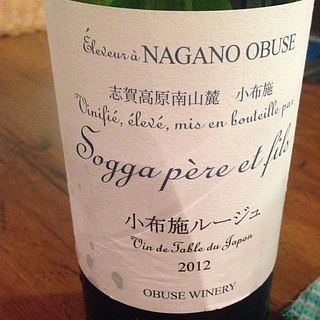 Éleveur à NAGANO OBUSE
志賀高原南山麓 小布施
Vinifié, élevé, mis en bouteille par
Sogga père et fils
小布施ルージュ
Vin de Table du Japon
2012
OBUSE WINERY